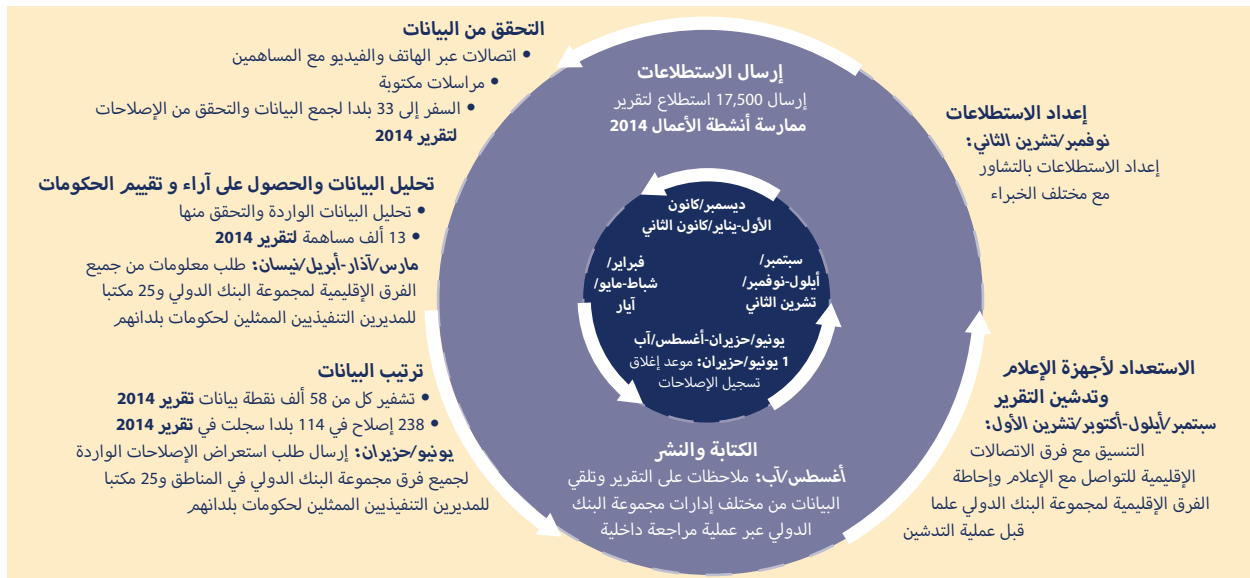 إرسال الاستطلاعات
إرسال 17,500 استطلاع لتقرير
ممارسة أنشطة الأعمال 2014
إعداد الاستطلاعات
نوفمبر/تشرين الثاني:
إعداد الاستطلاعات بالتشاور
مع مختلف الخبراء
الاستعداد لأجهزة الإعلام
وتدشين التقرير
سبتمبر/أيلول-أكتوبر/تشرين الأول:
التنسيق مع فرق الاتصالات
الإقليمية للتواصل مع الإعلام وإحاطة
الفرق الإقليمية لمجموعة البنك الدولي علما
قبل عملية التدشين
ديسمبر/كانون
الأول-يناير/كانون الثاني
سبتمبر/
أيلول-نوفمبر/
تشرين الثاني
فبراير/
شباط-مايو/
آيار
يونيو/حزيران-أغسطس/آب
1 يونيو/حزيران: موعد إغلاق
تسجيل الإصلاحات
الكتابة والنشر
أغسطس/آب: ملاحظات على التقرير وتلقي
البيانات من مختلف إدارات مجموعة البنك
الدولي عبر عملية مراجعة داخلية
التحقق من البيانات
• اتصالات عبر الهاتف والفيديو مع المساهمين
• مراسلات مكتوبة
• السفر إلى 33 بلدا لجمع البيانات والتحقق من الإصلاحات
لتقرير 2014
تحليل البيانات والحصول على آراء و تقييم الحكومات
• تحليل البيانات الواردة والتحقق منها
• 13 ألف مساهمة لتقرير 2014
مارس/آذار-أبريل/نيسان: طلب معلومات من جميع
الفرق الإقليمية لمجموعة البنك الدولي و25 مكتبا
للمديرين التنفيذيين الممثلين لحكومات بلدانهم
ترتيب البيانات
• تشفير كل من 58 ألف نقطة بيانات تقرير 2014
• 238 إصلاح في 114 بلدا سجلت في تقرير 2014
يونيو/حزيران: إرسال طلب استعراض الإصلاحات الواردة
لجميع فرق مجموعة البنك الدولي في المناطق و25 مكتبا
للمديرين التنفيذيين الممثلين لحكومات بلدانهم